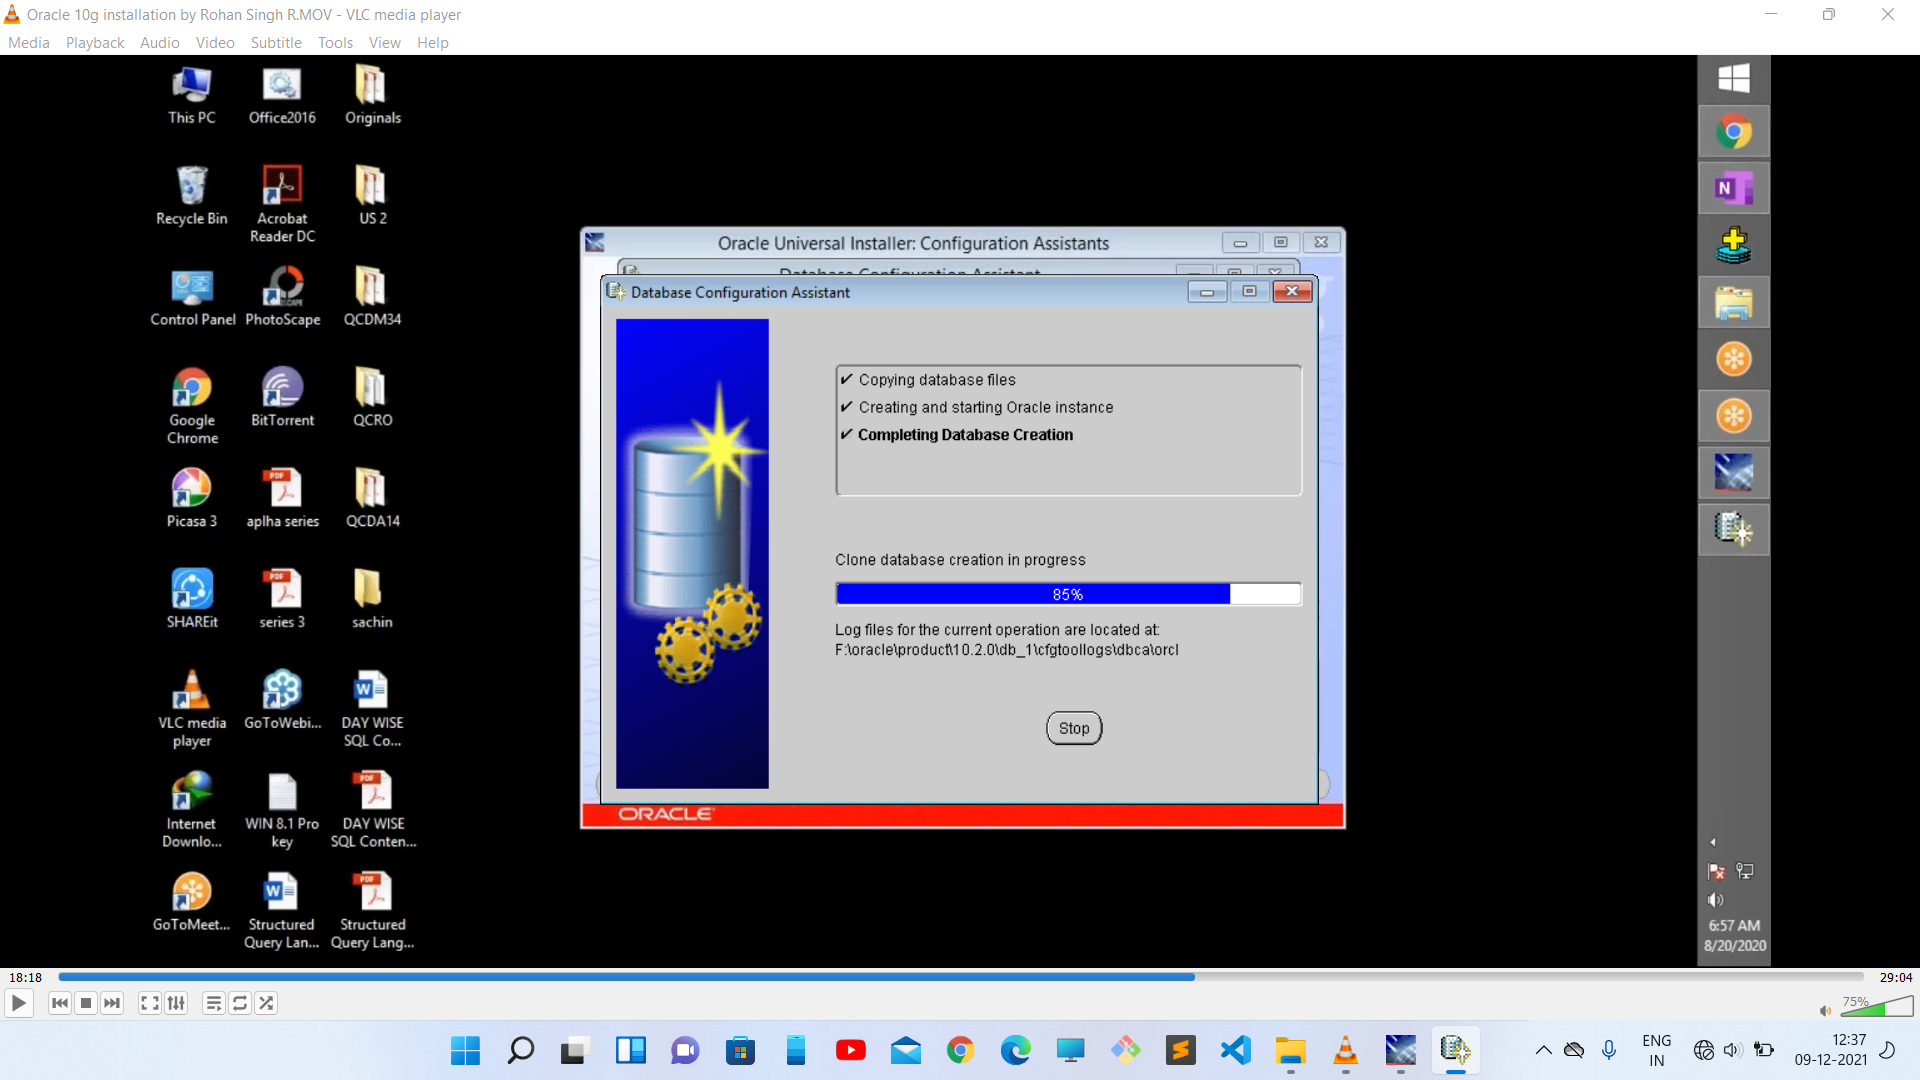 Oracle 10g installation by Rohan Singh R.MOV - VLC media player
Media Playback Audio Video Subtitle Tools View Help
This PC
Office2016
Originals
Recycle Bin
Acrobat
Reader DC
US 2
Control Panel
PhotoScape
QCDM34
Google
Chrome
BitTorrent
QCRO
Picasa 3
aplha series
QCDA14
SHAREit
series 3
sachin
VLC media
player
GoToWebi...
DAY WISE
SQL Co...
Internet
Downlo...
WIN 8.1 Pro
key
DAY WISE
SQL Conten...
GoToMeet...
Structured
Query Lan...
Structured
Query Lang...
Oracle Universal Installer: Configuration Assistants
Database Configuration Assistant
Database Configuration Assistant
Copying database files
Creating and starting Oracle instance
Completing Database Creation
Clone database creation in progress
85%
Log files for the current operation are located at:
F:\oracle\product\10.2.0\db_1\cfgtoollogs\dbca\orcl
Stop
ORACLE
6:57 AM
8/20/2020
18:18
29:04
75%
ENG
IN
12:37
09-12-2021